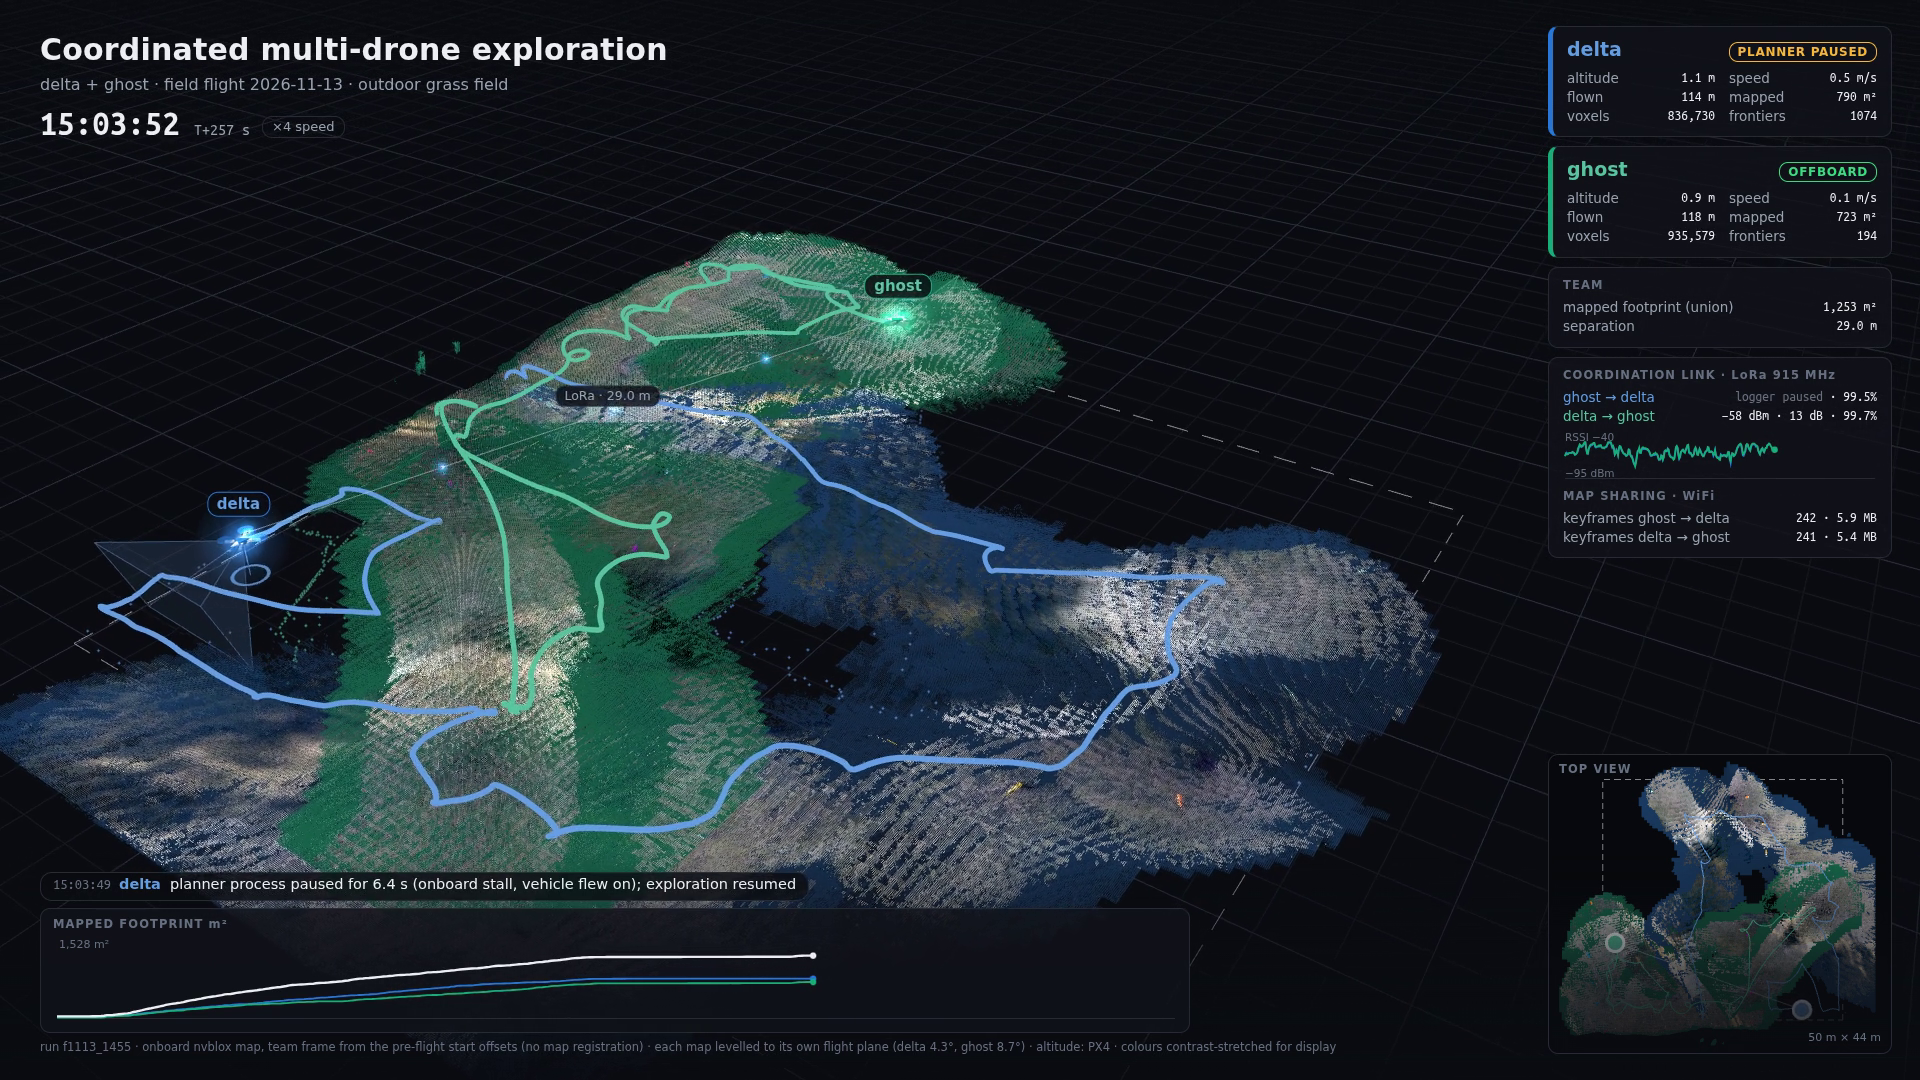 Coordinated multi-drone exploration
delta + ghost · field flight 2026-11-13 · outdoor grass field
15:03:52 T+257 s ×4 speed
delta PLANNER PAUSED
altitude 1.1 m speed 0.5 m/s
flown 114 m mapped 790 m²
voxels 836,730 frontiers 1074
ghost OFFBOARD
altitude 0.9 m speed 0.1 m/s
flown 118 m mapped 723 m²
voxels 935,579 frontiers 194
TEAM
mapped footprint (union) 1,253 m²
separation 29.0 m
COORDINATION LINK · LoRa 915 MHz
ghost → delta logger paused · 99.5%
delta → ghost −58 dBm · 13 dB · 99.7%
RSSI −40
−95 dBm
MAP SHARING · WiFi
keyframes ghost → delta 242 · 5.9 MB
keyframes delta → ghost 241 · 5.4 MB
ghost
LoRa · 29.0 m
delta
TOP VIEW
50 m × 44 m
15:03:49 delta planner process paused for 6.4 s (onboard stall, vehicle flew on); exploration resumed
MAPPED FOOTPRINT m²
1,528 m²
run f1113_1455 · onboard nvblox map, team frame from the pre-flight start offsets (no map registration) · each map levelled to its own flight plane (delta 4.3°, ghost 8.7°) · altitude: PX4 · colours contrast-stretched for display